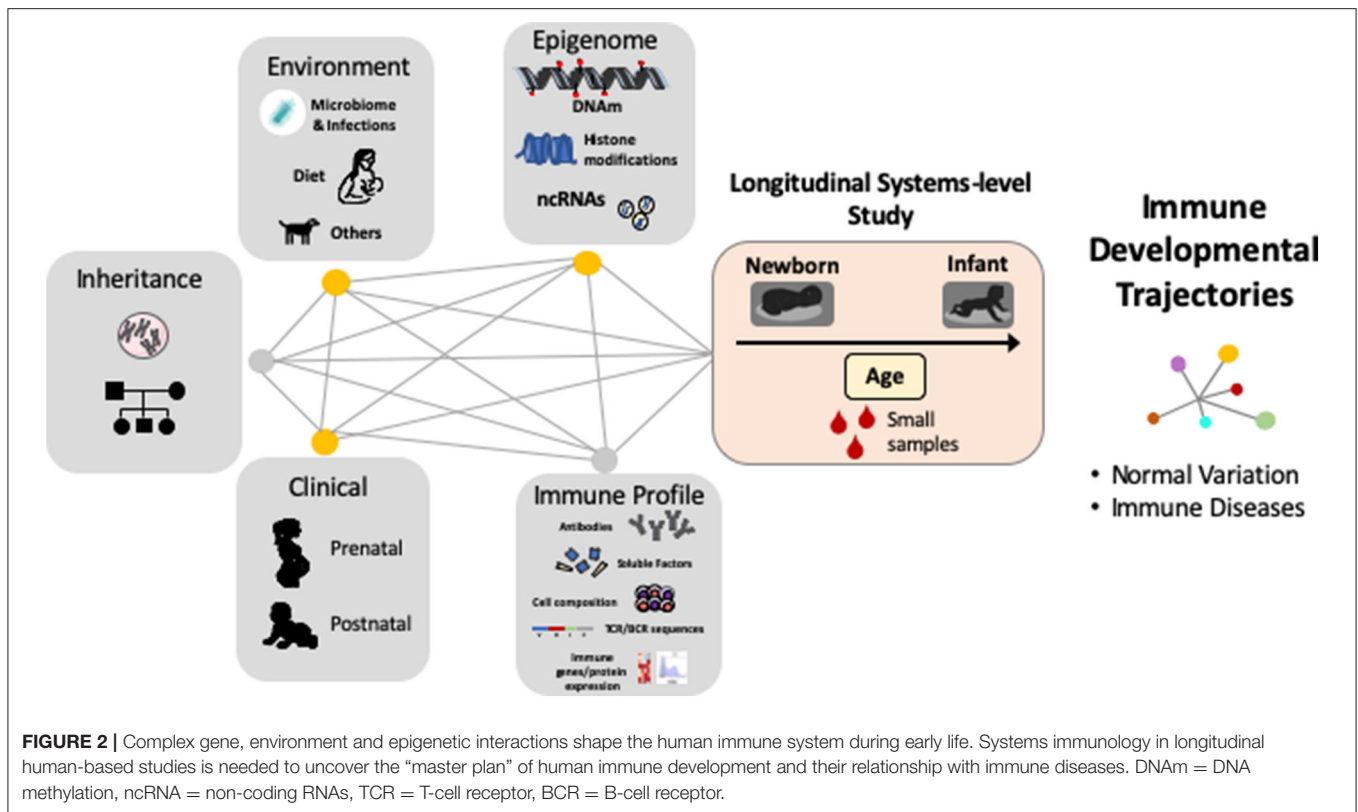 Environment
Microbiome
& Infections
Diet
Others
Epigenome
DNAm
Histone
modifications
ncRNAs
Inheritance
Clinical
Prenatal
Postnatal
Immune Profile
Antibodies
Soluble Factors
Cell composition
TCR/BCR sequences
Immune
genes/protein
expression
Longitudinal Systems-level
Study
Newborn
Infant
Age
Small
samples
Immune
Developmental
Trajectories
• Normal Variation
• Immune Diseases
FIGURE 2 | Complex gene, environment and epigenetic interactions shape the human immune system during early life. Systems immunology in longitudinal
human-based studies is needed to uncover the “master plan” of human immune development and their relationship with immune diseases. DNAm = DNA
methylation, ncRNA = non-coding RNAs, TCR = T-cell receptor, BCR = B-cell receptor.